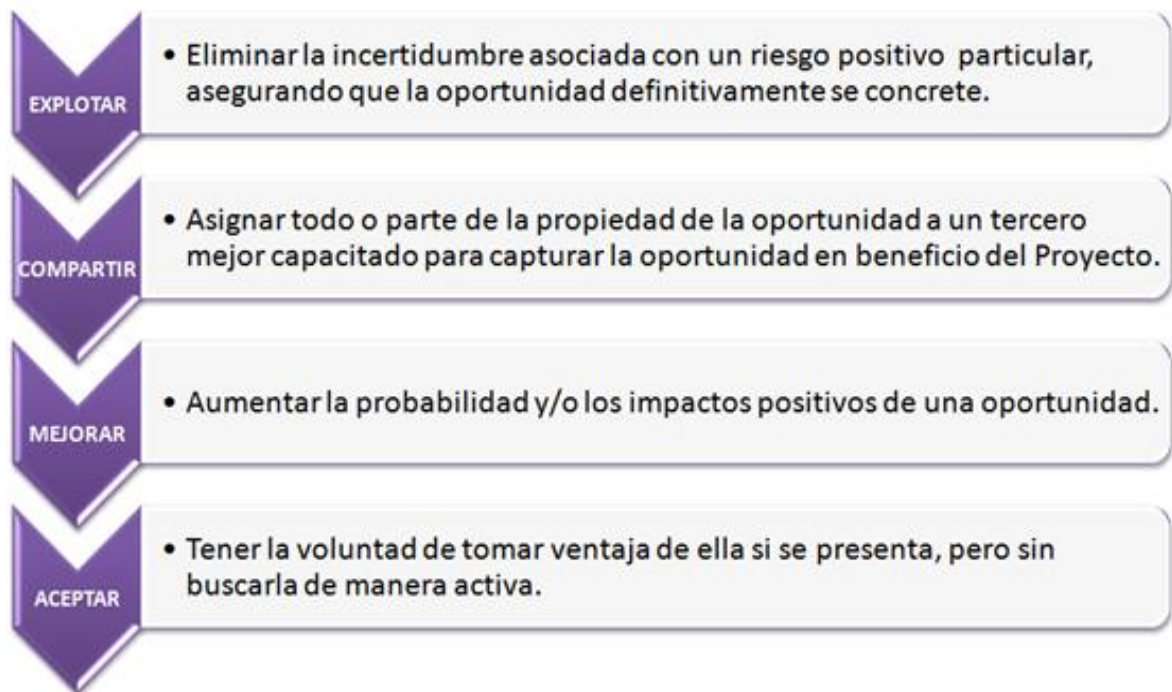 EXPLOTAR
• Eliminar la incertidumbre asociada con un riesgo positivo particular,
asegurando que la oportunidad definitivamente se concrete.
COMPARTIR
• Asignar todo o parte de la propiedad de la oportunidad a un tercero
mejor capacitado para capturar la oportunidad en beneficio del Proyecto.
MEJORAR
• Aumentar la probabilidad y/o los impactos positivos de una oportunidad.
ACEPTAR
• Tener la voluntad de tomar ventaja de ella si se presenta, pero sin
buscarla de manera activa.